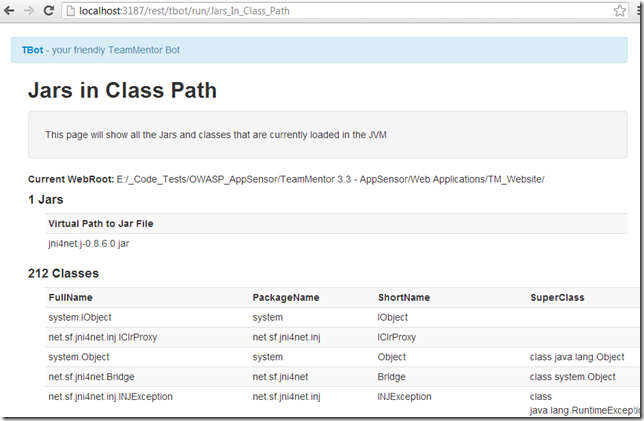 localhost:3187/rest/tbot/run/Jars_In_Class_Path
TBot - your friendly TeamMentor Bot
Jars in Class Path
This page will show all the Jars and classes that are currently loaded in the JVM
Current WebRoot: E:/_Code_Tests/OWASP_AppSensor/TeamMentor 3.3 - AppSensor/Web Applications/TM_Website/
1 Jars
Virtual Path to Jar File
jni4net.j-0.8.6.0.jar
212 Classes
FullName PackageName ShortName SuperClass
system.IObject system IObject
net.sf.jni4net.inj.IClrProxy net.sf.jni4net.inj IClrProxy
system.Object system Object class java.lang.Object
net.sf.jni4net.Bridge net.sf.jni4net Bridge class system.Object
net.sf.jni4net.inj.INJException net.sf.jni4net.inj INJException class
java.lang.RuntimeExceptio